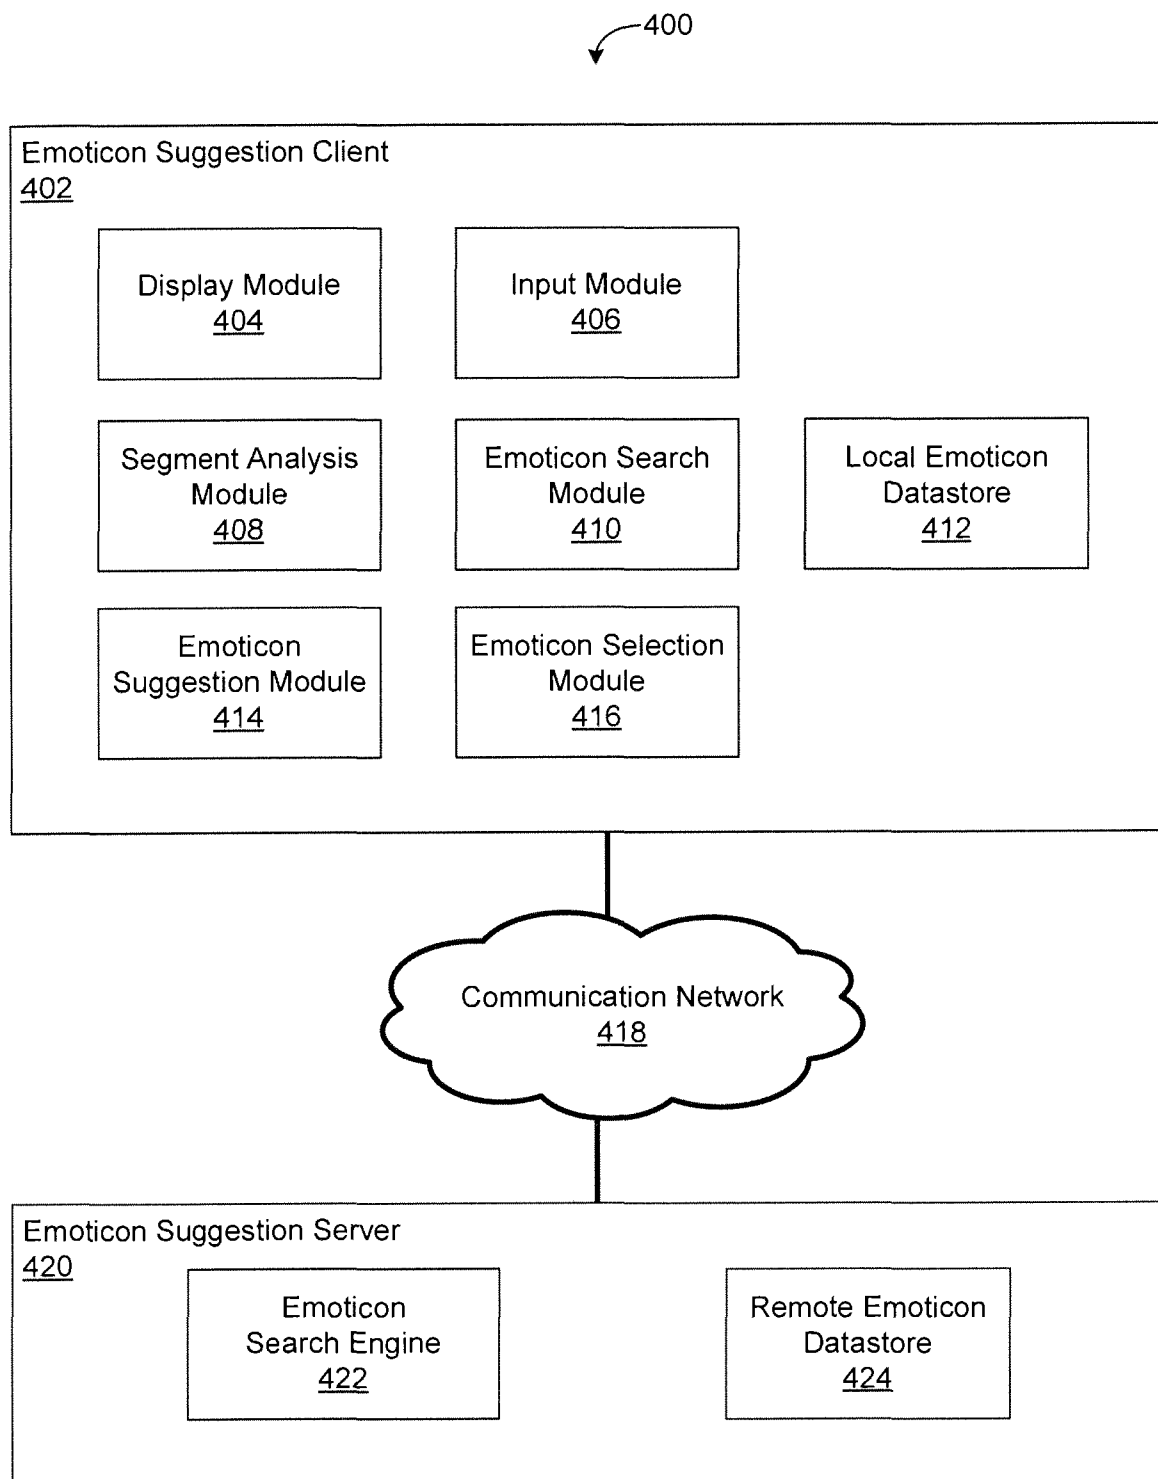 400
Emoticon Suggestion Client
402
Display Module
404
Input Module
406
Segment Analysis
Module
408
Emoticon Search
Module
410
Local Emoticon
Datastore
412
Emoticon
Suggestion Module
414
Emoticon Selection
Module
416
Communication Network
418
Emoticon Suggestion Server
420
Emoticon
Search Engine
422
Remote Emoticon
Datastore
424